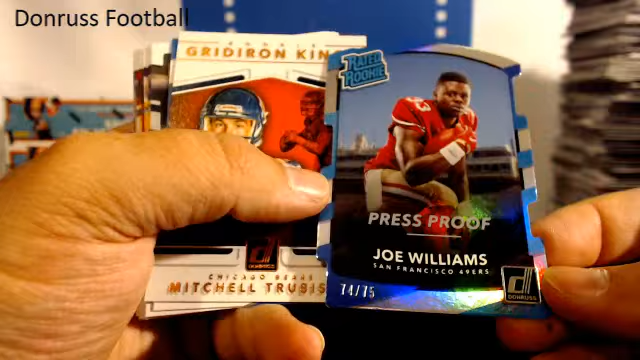 Donruss Football
GRIDIRON KIN
CHICAGO BEARS
MITCHELL TRUBIS
RATED
ROOKIE
PRESS PROOF
JOE WILLIAMS
SAN FRANCISCO 49ERS
74/75
DONRUSS